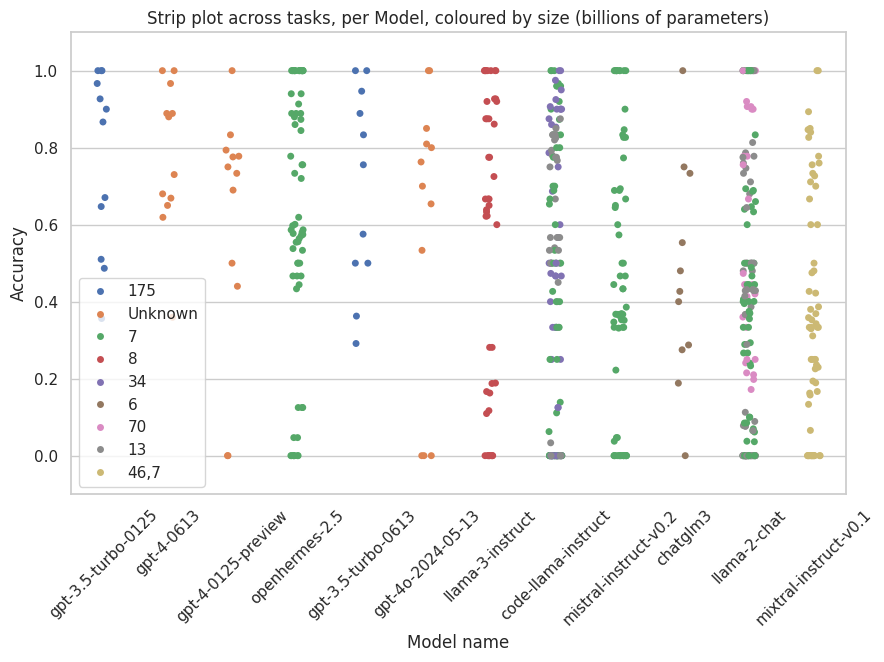 Strip plot across tasks, per Model, coloured by size (billions of parameters)
Accuracy
1.0
0.8
0.6
0.4
0.2
0.0
175
Unknown
7
8
34
6
70
13
46,7
gpt-3.5-turbo-0125
gpt-4-0613
gpt-4-0125-preview
openhermes-2.5
gpt-3.5-turbo-0613
gpt-4o-2024-05-13
llama-3-instruct
code-llama-instruct
mistral-instruct-v0.2
chatglm3
llama-2-chat
mixtral-instruct-v0.1
Model name